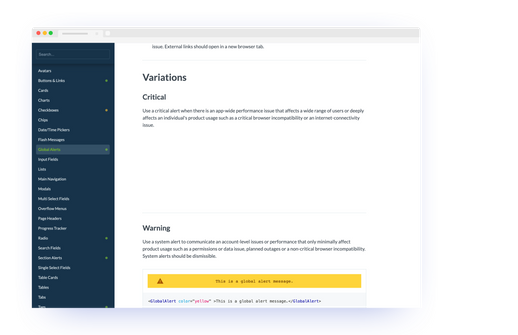 Search...
Avatars
Buttons & Links
Cards
Charts
Checkboxes
Chips
Date/Time Pickers
Flash Messages
Global Alerts
Input Fields
Lists
Main Navigation
Modals
Multi Select Fields
Overflow Menus
Page Headers
Progress Tracker
Radio
Search Fields
Section Alerts
Single Select Fields
Table Cards
Tables
Tabs
issue. External links should open in a new browser tab.
Variations
Critical
Use a critical alert when there is an app-wide performance issue that affects a wide range of users or deeply
affects an individual's product usage such as a critical browser incompatibility or an internet-connectivity
issue.
Warning
Use a system alert to communicate an account-level issues or performance that only minimally affect
product usage such as a permissions or data issue, planned outages or a non-critical browser incompatibility.
System alerts should be dismissible.
This is a global alert message.
<GlobalAlert color="yellow" >This is a global alert message.</GlobalAlert>